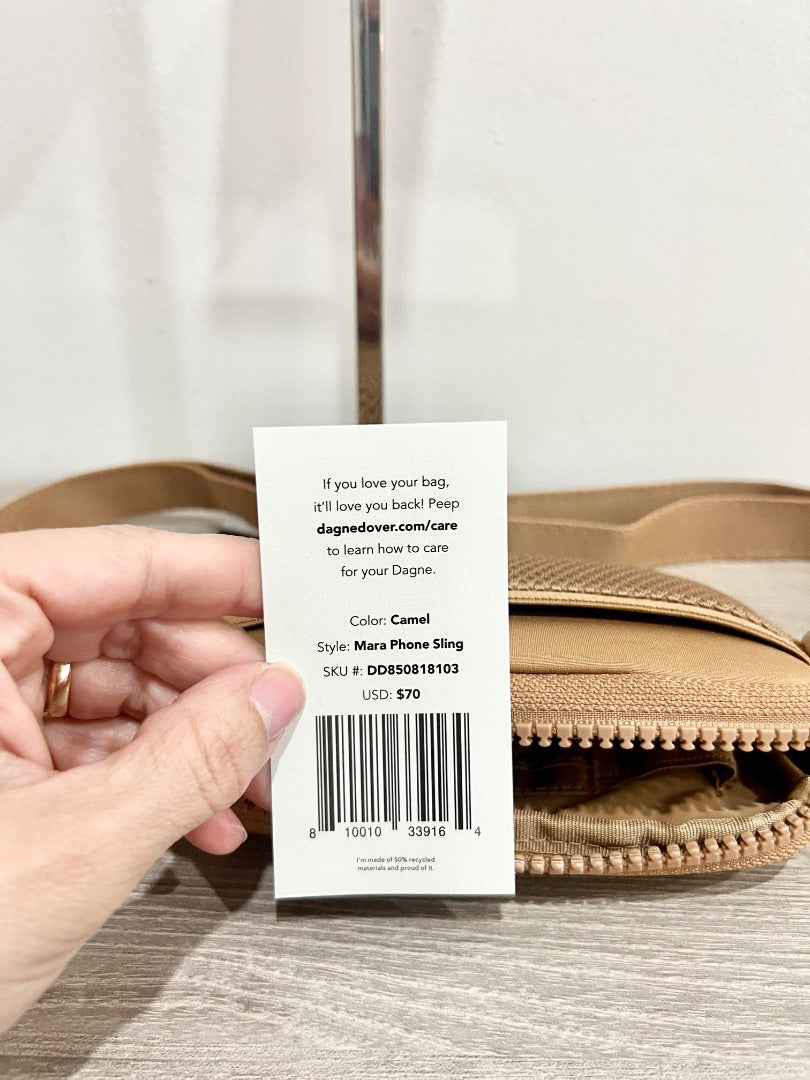 If you love your bag,
it'll love you back! Peep
dagnedover.com/care
to learn how to care
for your Dagne.
Color: Camel
Style: Mara Phone Sling
SKU #: DD850818103
USD: $70
8 10010 33916 4
I'm made of 50% recycled
materials and proud of it.